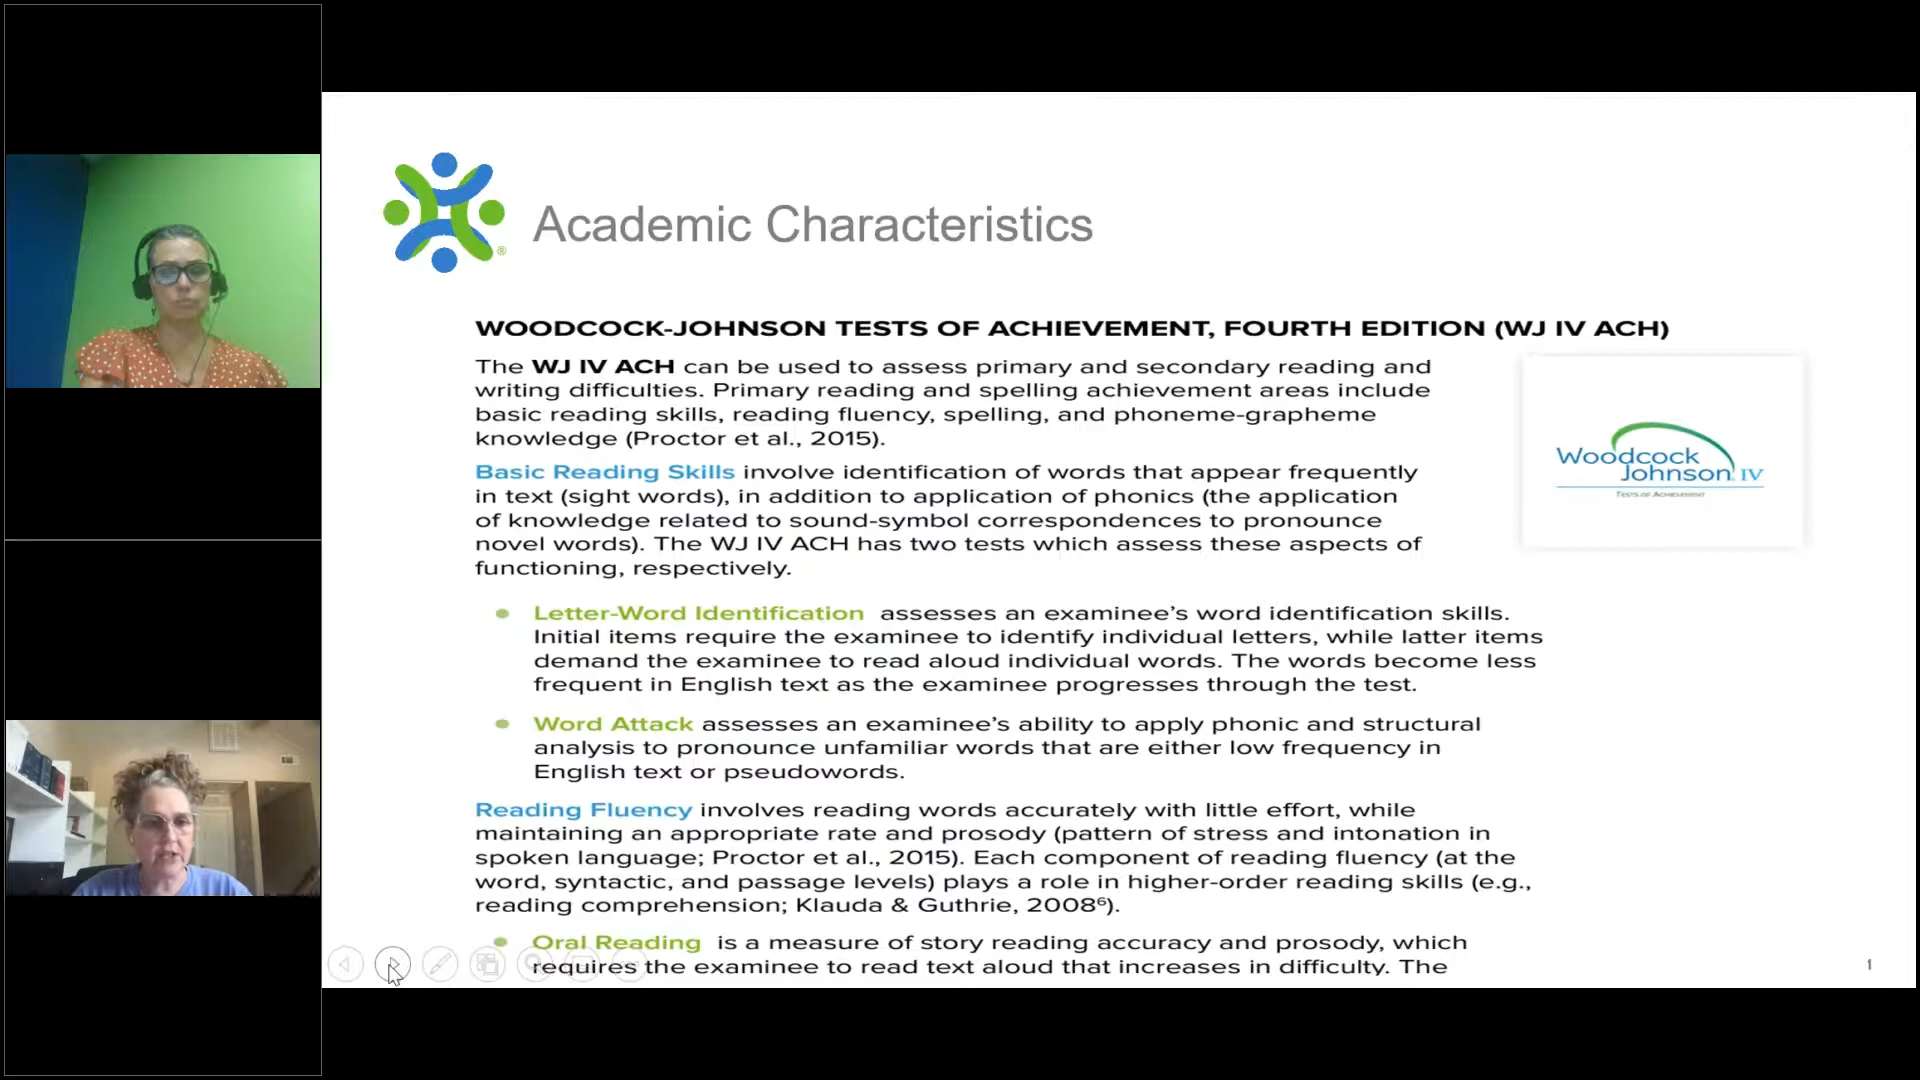 ®
Academic Characteristics
WOODCOCK-JOHNSON TESTS OF ACHIEVEMENT, FOURTH EDITION (WJ IV ACH)
The WJ IV ACH can be used to assess primary and secondary reading and
writing difficulties. Primary reading and spelling achievement areas include
basic reading skills, reading fluency, spelling, and phoneme-grapheme
knowledge (Proctor et al., 2015).
Basic Reading Skills involve identification of words that appear frequently
in text (sight words), in addition to application of phonics (the application
of knowledge related to sound-symbol correspondences to pronounce
novel words). The WJ IV ACH has two tests which assess these aspects of
functioning, respectively.
Woodcock
Johnson IV
TESTS OF ACHIEVEMENT
• Letter-Word Identification assesses an examinee's word identification skills.
Initial items require the examinee to identify individual letters, while latter items
demand the examinee to read aloud individual words. The words become less
frequent in English text as the examinee progresses through the test.
• Word Attack assesses an examinee's ability to apply phonic and structural
analysis to pronounce unfamiliar words that are either low frequency in
English text or pseudowords.
Reading Fluency involves reading words accurately with little effort, while
maintaining an appropriate rate and prosody (pattern of stress and intonation in
spoken language; Proctor et al., 2015). Each component of reading fluency (at the
word, syntactic, and passage levels) plays a role in higher-order reading skills (e.g.,
reading comprehension; Klauda & Guthrie, 2008⁶).
• Oral Reading is a measure of story reading accuracy and prosody, which
requires the examinee to read text aloud that increases in difficulty. The
1